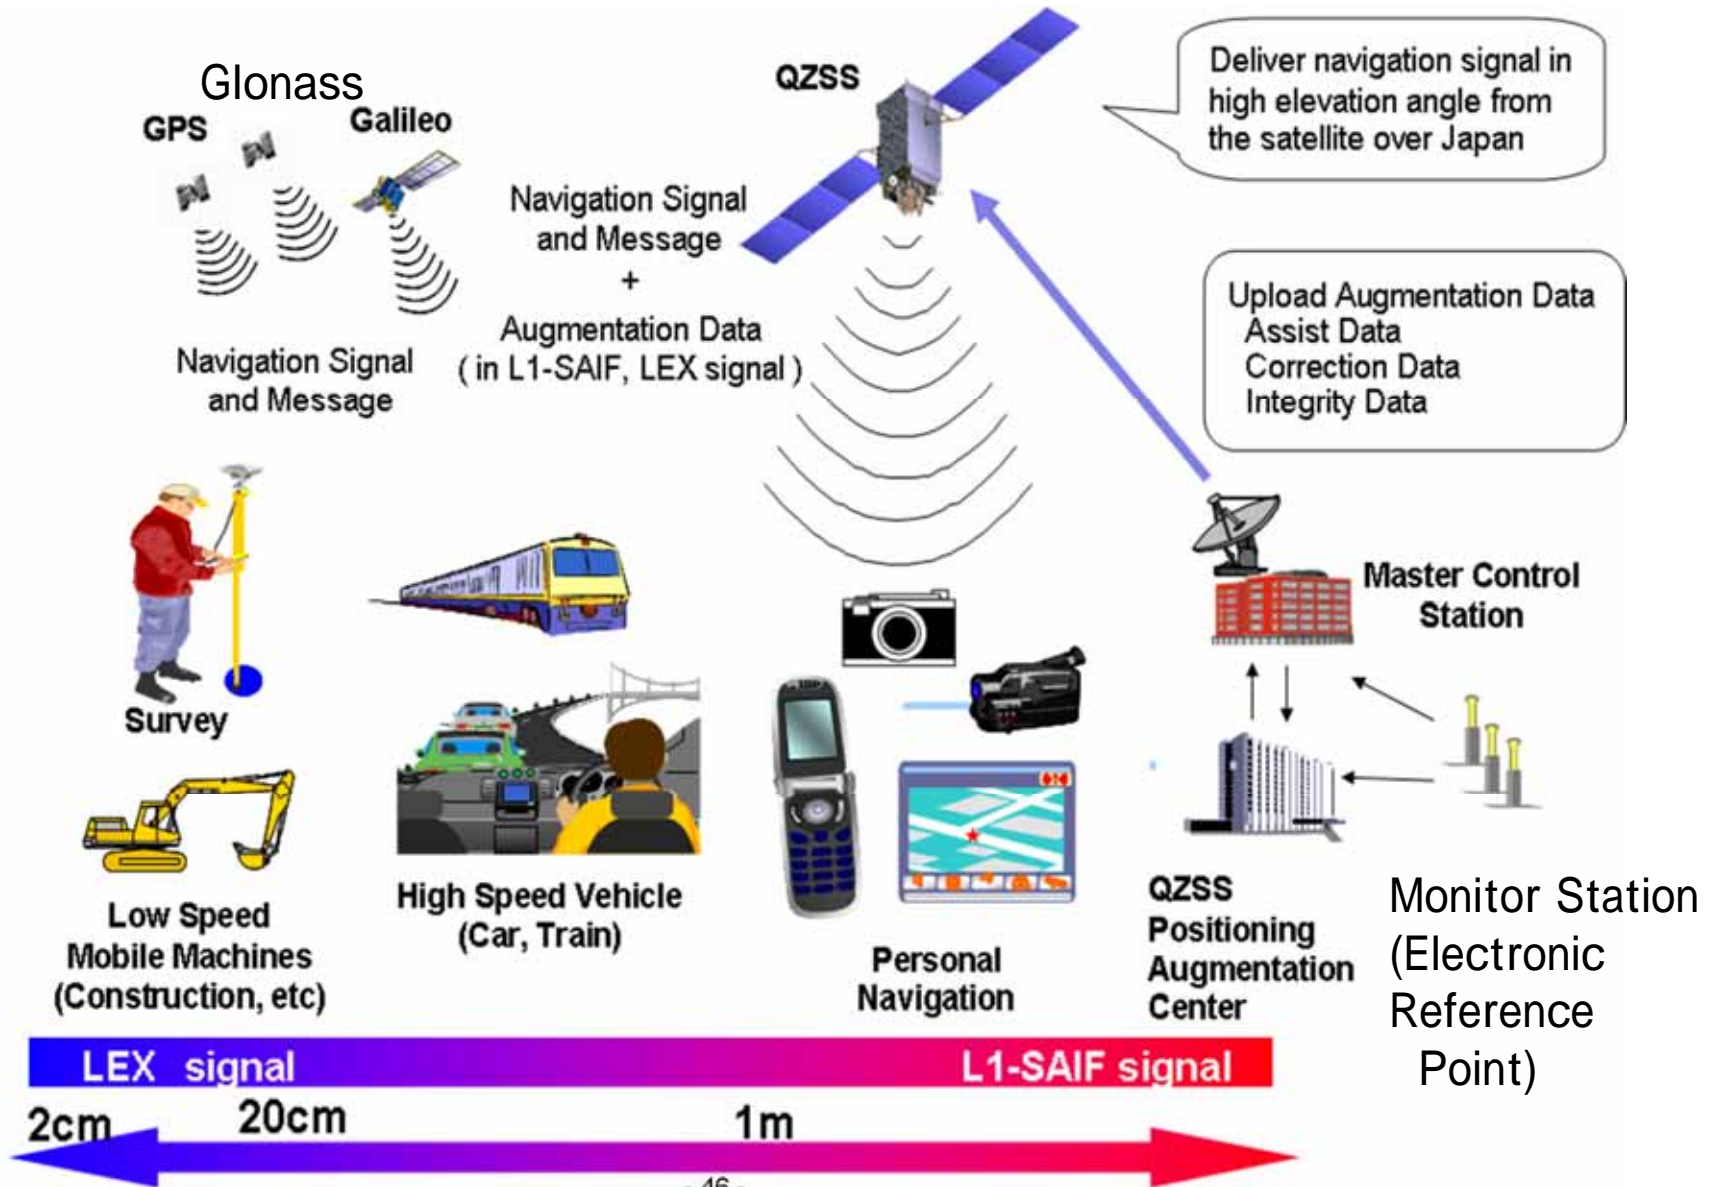 Glonass
GPS
Galileo
QZSS
Deliver navigation signal in
high elevation angle from
the satellite over Japan
Navigation Signal
and Message
+
Augmentation Data
( in L1-SAIF, LEX signal )
Navigation Signal
and Message
Upload Augmentation Data
Assist Data
Correction Data
Integrity Data
Master Control
Station
Survey
Low Speed
Mobile Machines
(Construction, etc)
High Speed Vehicle
(Car, Train)
Personal
Navigation
QZSS
Positioning
Augmentation
Center
Monitor Station
(Electronic
Reference
Point)
LEX signal
L1-SAIF signal
2cm
20cm
1m
- 46 -